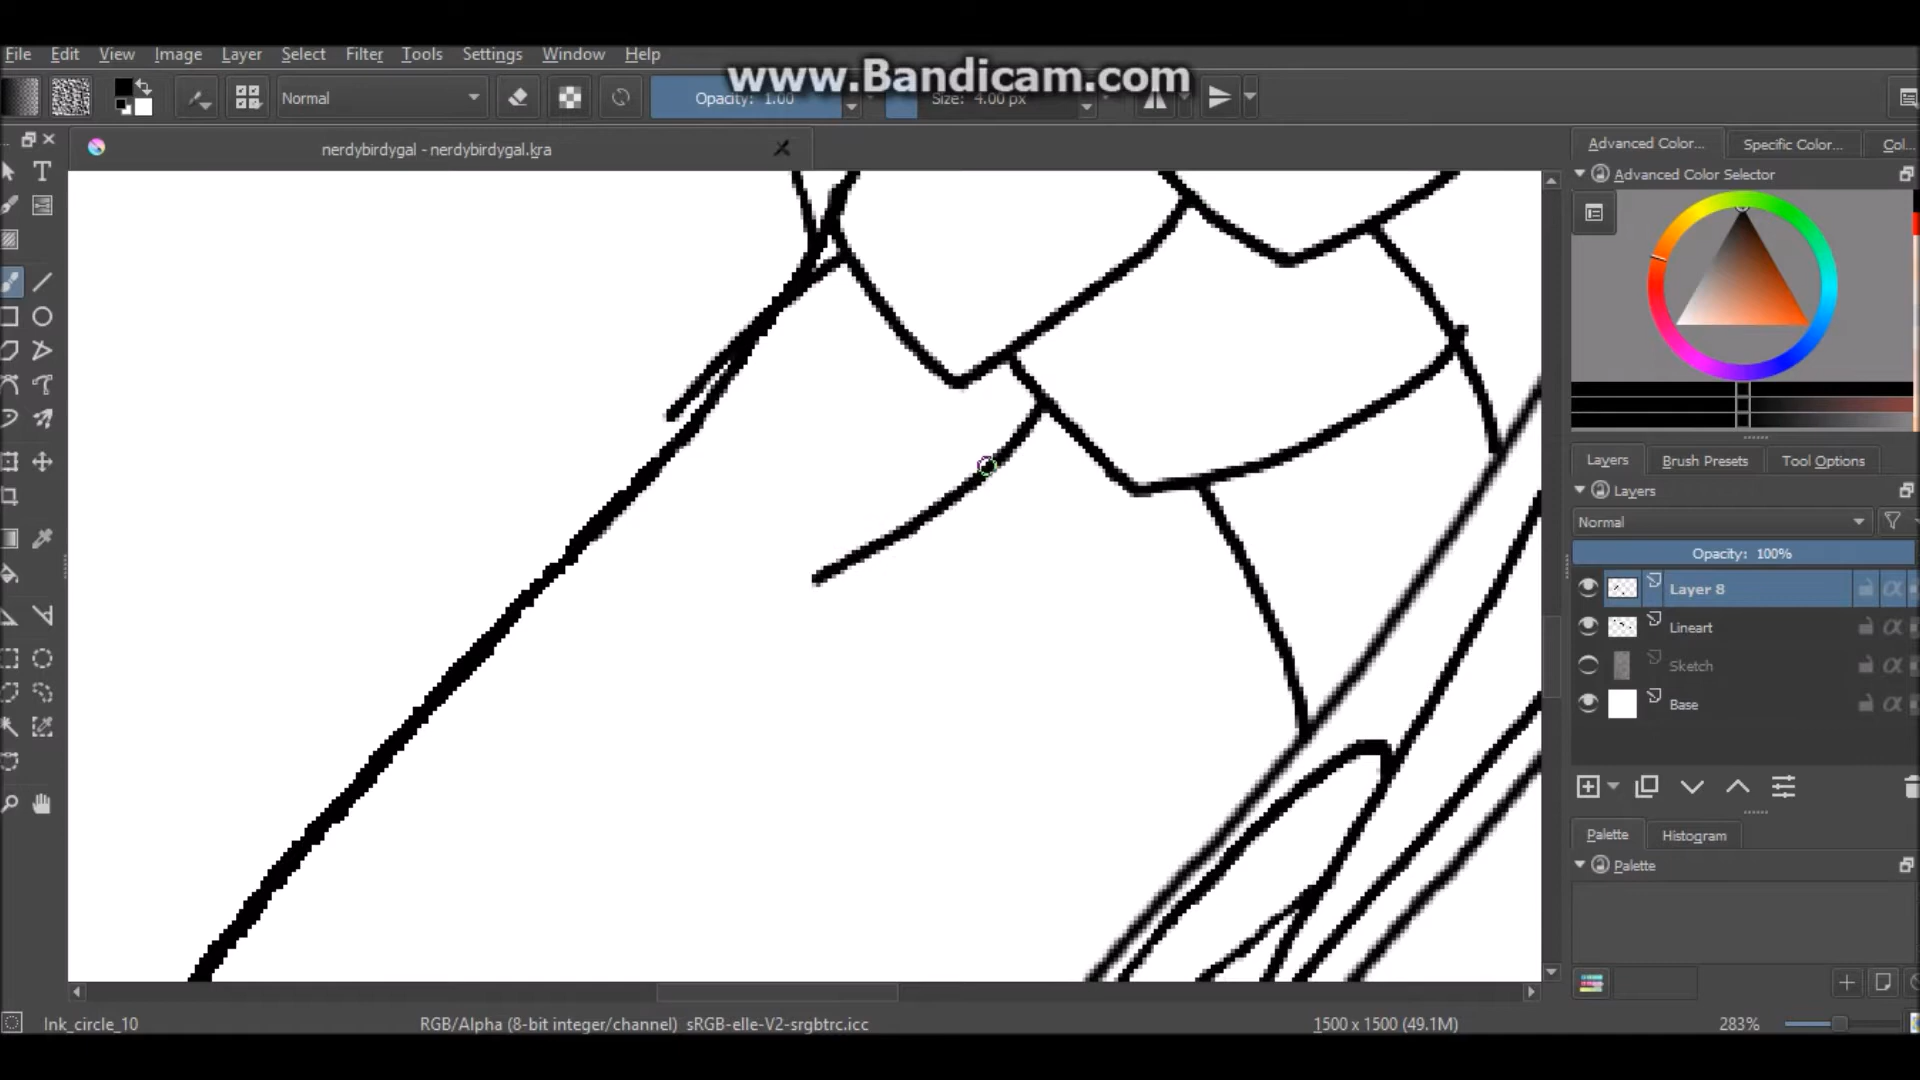 File Edit View Image Layer Select Filter Tools Settings Window Help
www.Bandicam.com
Normal
Opacity: 1.00
Size: 4.00 px
nerdybirdygal - nerdybirdygal.kra
Advanced Color... Specific Color... Col...
Advanced Color Selector
Layers Brush Presets Tool Options
Layers
Normal
Opacity: 100%
Layer 8
Lineart
Sketch
Base
Palette Histogram
Palette
Ink_circle_10 RGB/Alpha (8-bit integer/channel) sRGB-elle-V2-srgbtrc.icc 1500 x 1500 (49.1M) 283%